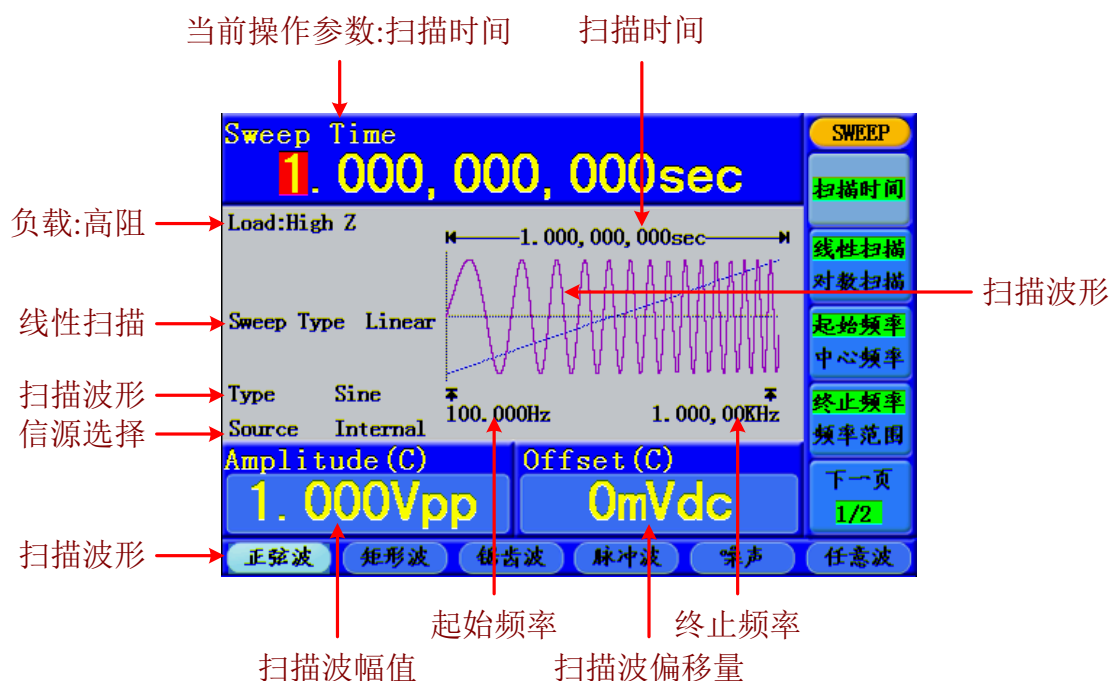 当前操作参数:扫描时间
扫描时间
Sweep Time
1.000,000,000sec
SWEEP
扫描时间
负载:高阻
Load:High Z
1.000,000,000sec
线性扫描
对数扫描
扫描波形
线性扫描
Sweep Type Linear
起始频率
中心频率
扫描波形
Type Sine
信源选择
Source Internal
100.000Hz
1.000,00KHz
终止频率
频率范围
Amplitude(C)
Offset(C)
1.000Vpp
0mVdc
下一页
1/2
扫描波形
正弦波
矩形波
锯齿波
脉冲波
噪声
任意波
起始频率
终止频率
扫描波幅值
扫描波偏移量